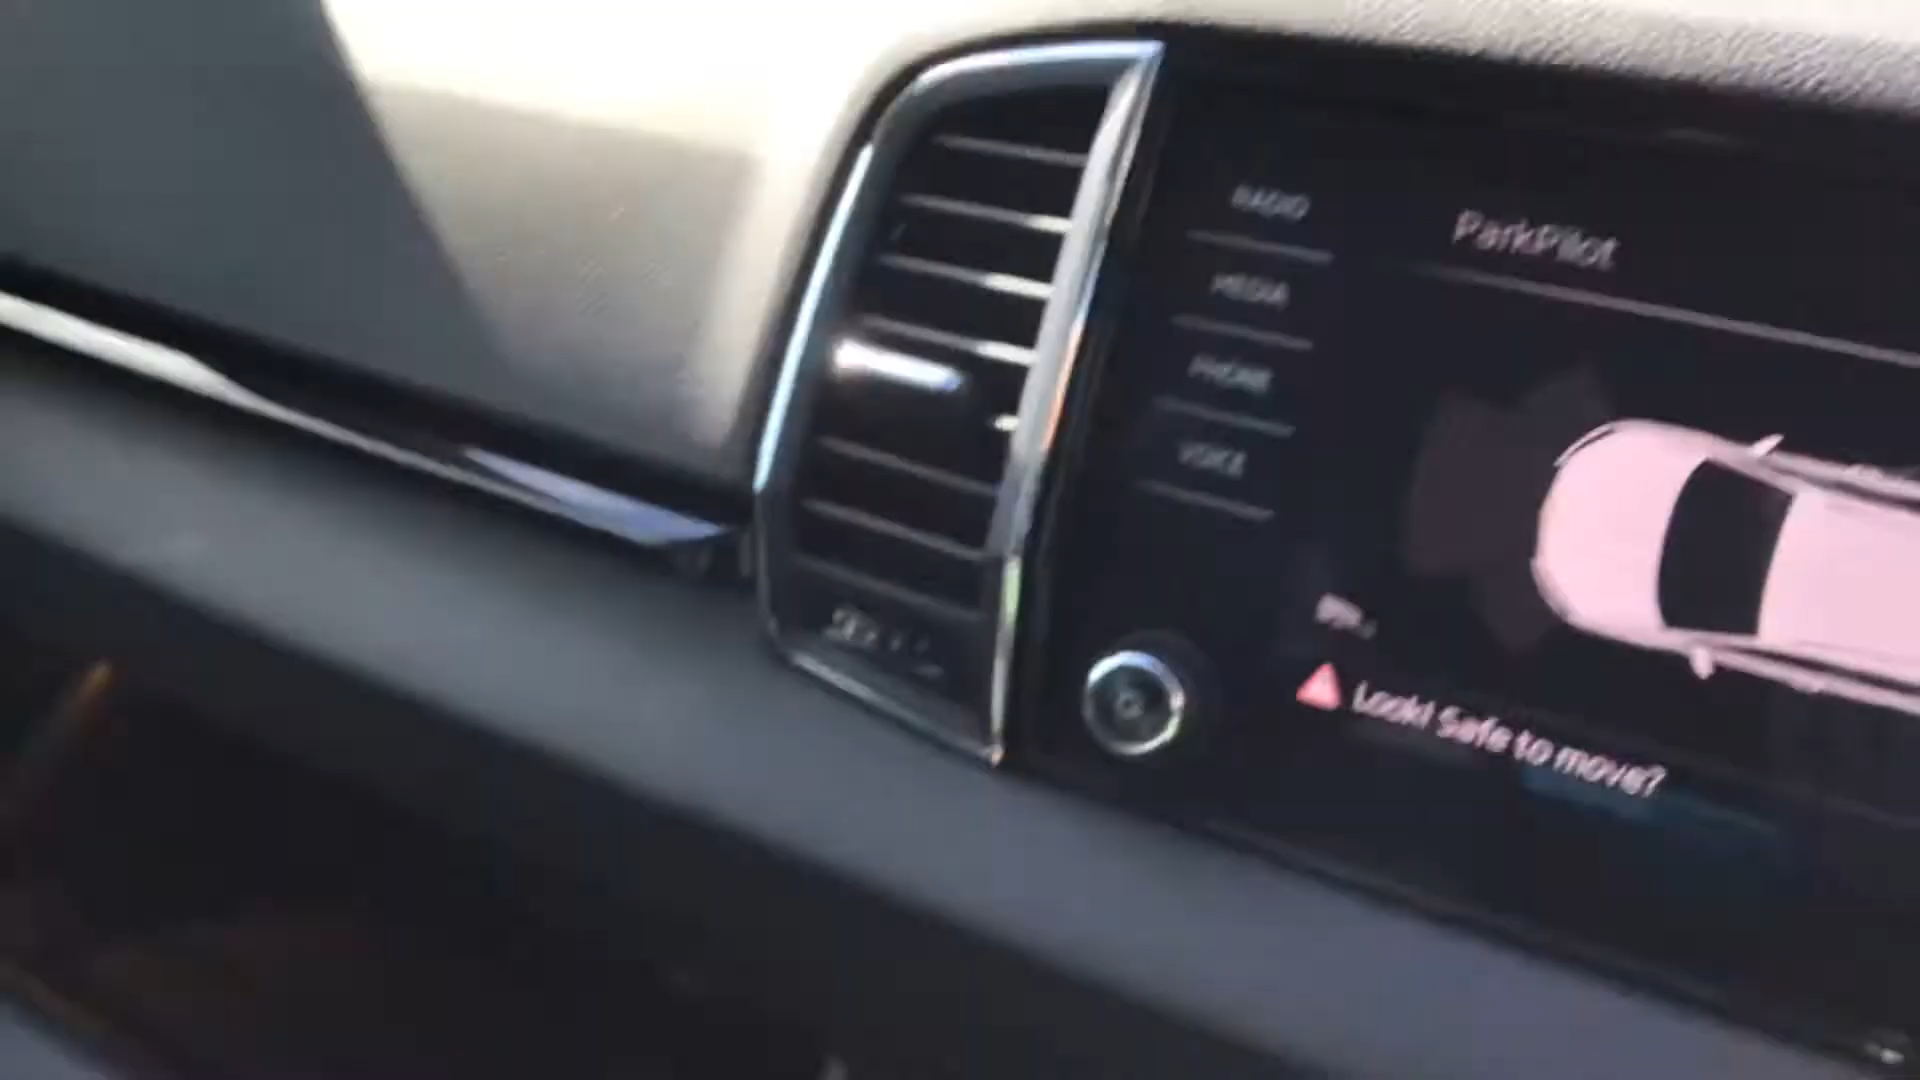 RADIO
ParkPilot
MEDIA
PHONE
VOICE
Look! Safe to move?